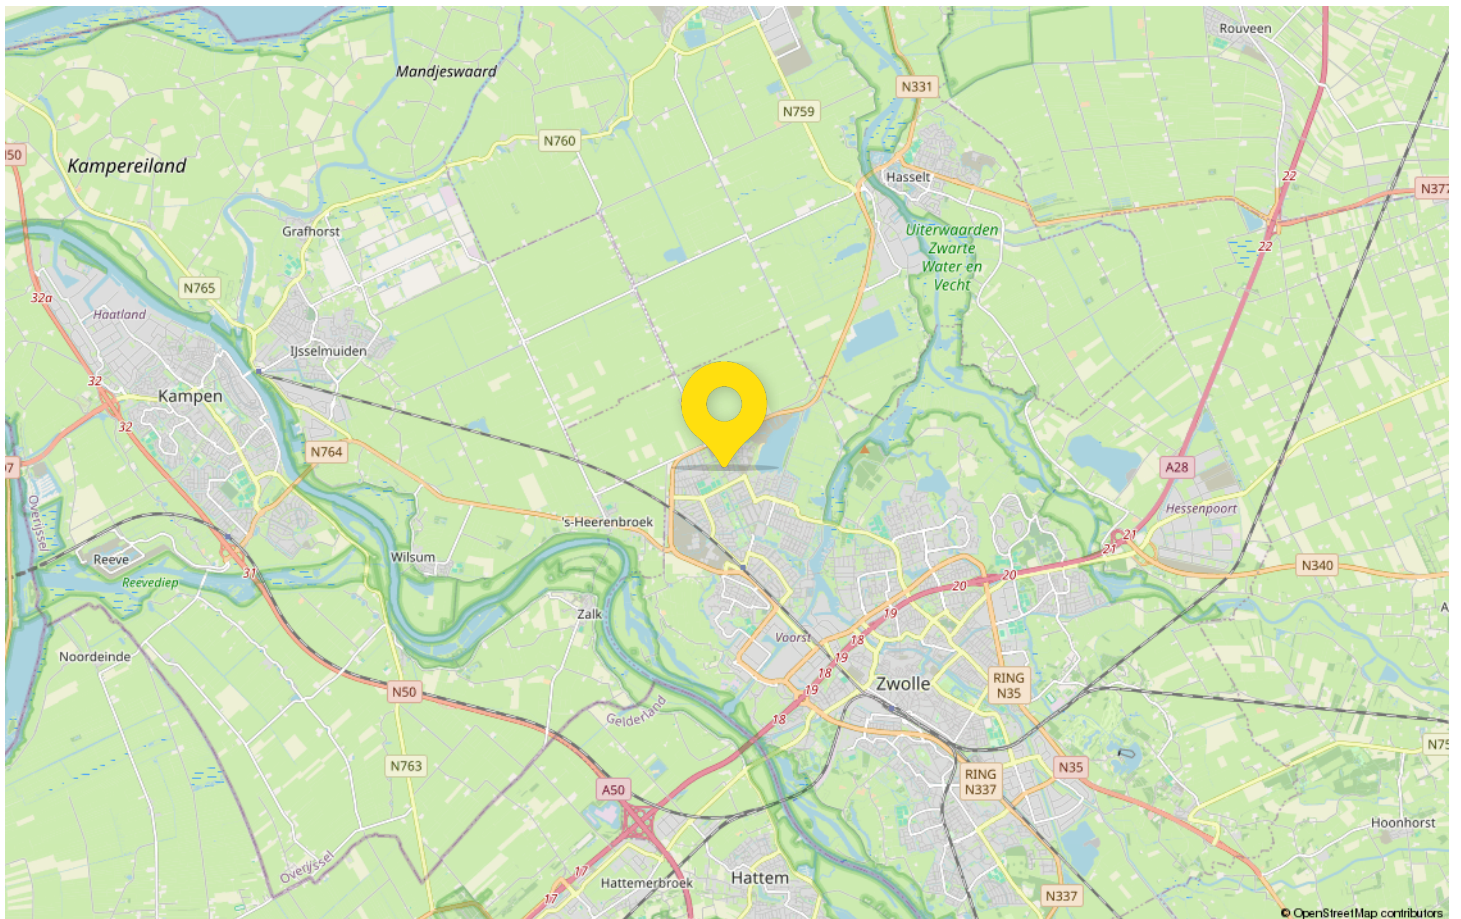 Rouveen
Mandjeswaard
N331
N759
N760
N50
Kampereiland
Hasselt
22
N377
Grafhorst
Uiterwaarden
Zwarte
Water en
Vecht
22
N765
32a
Haatland
IJsselmuiden
32
Kampen
32
N764
A28
Overijssel
Hessenpoort
's-Heerenbroek
21
21
Reeve
Wilsum
N340
Reevediep
31
20
20
Zalk
19
Voorst
18
19
18
Noordeinde
Zwolle
RING
N35
N50
19
Gelderland
18
N763
N35
RING
N337
A50
Hoonhorst
Overijssel
17
Hattemerbroek
Hattem
17
N337
© OpenStreetMap contributors